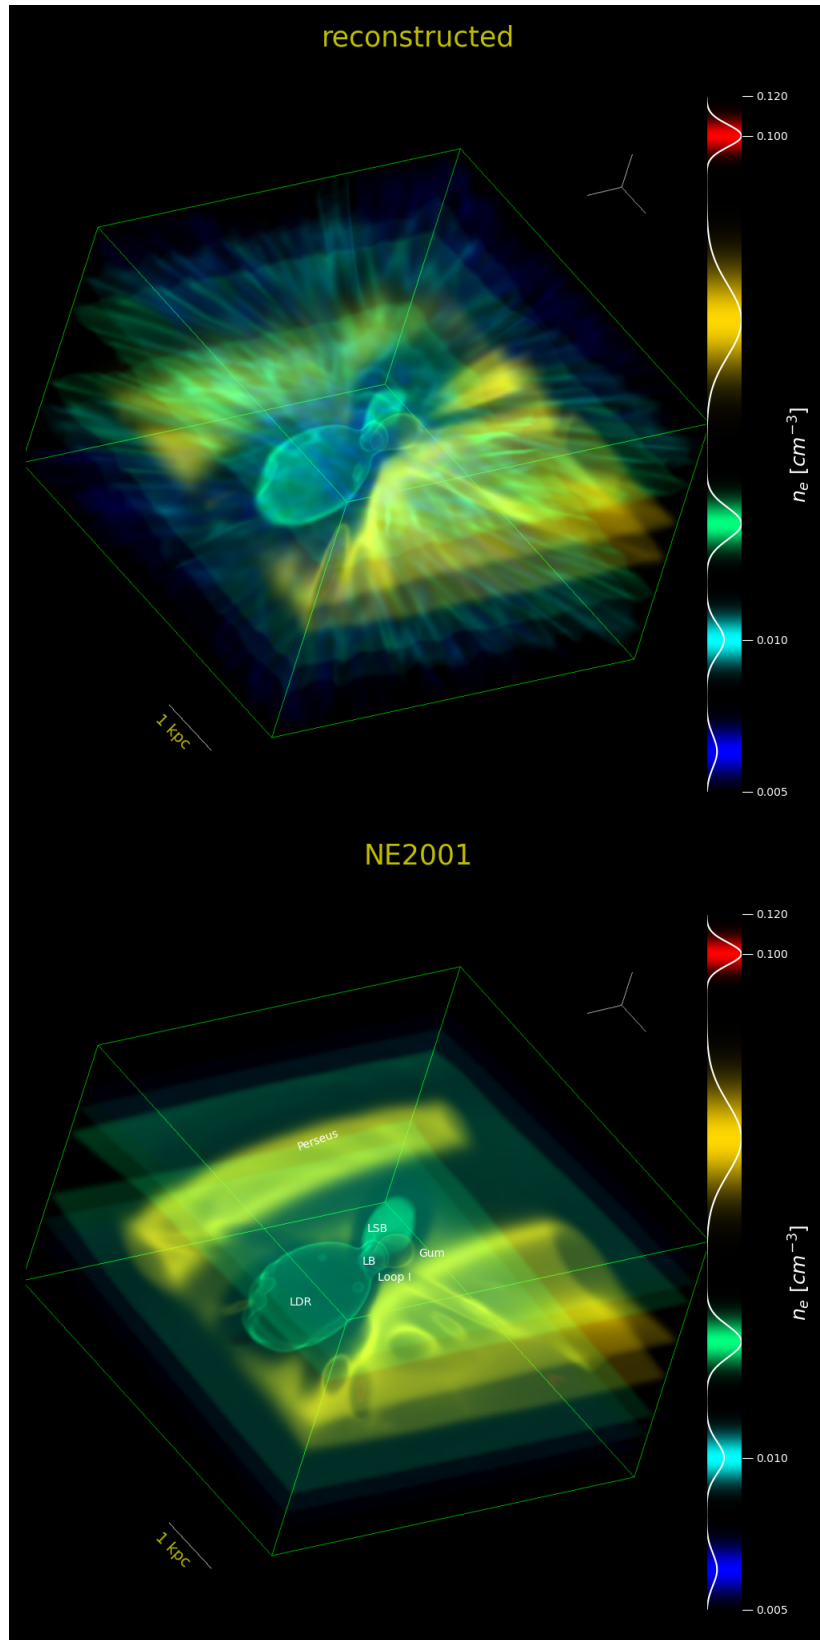 reconstructed
0.120
0.100
n_e [cm^{-3}]
0.010
0.005
1 kpc
NE2001
0.120
0.100
Perseus
LSB
Gum
LB
Loop I
LDR
n_e [cm^{-3}]
0.010
0.005
1 kpc